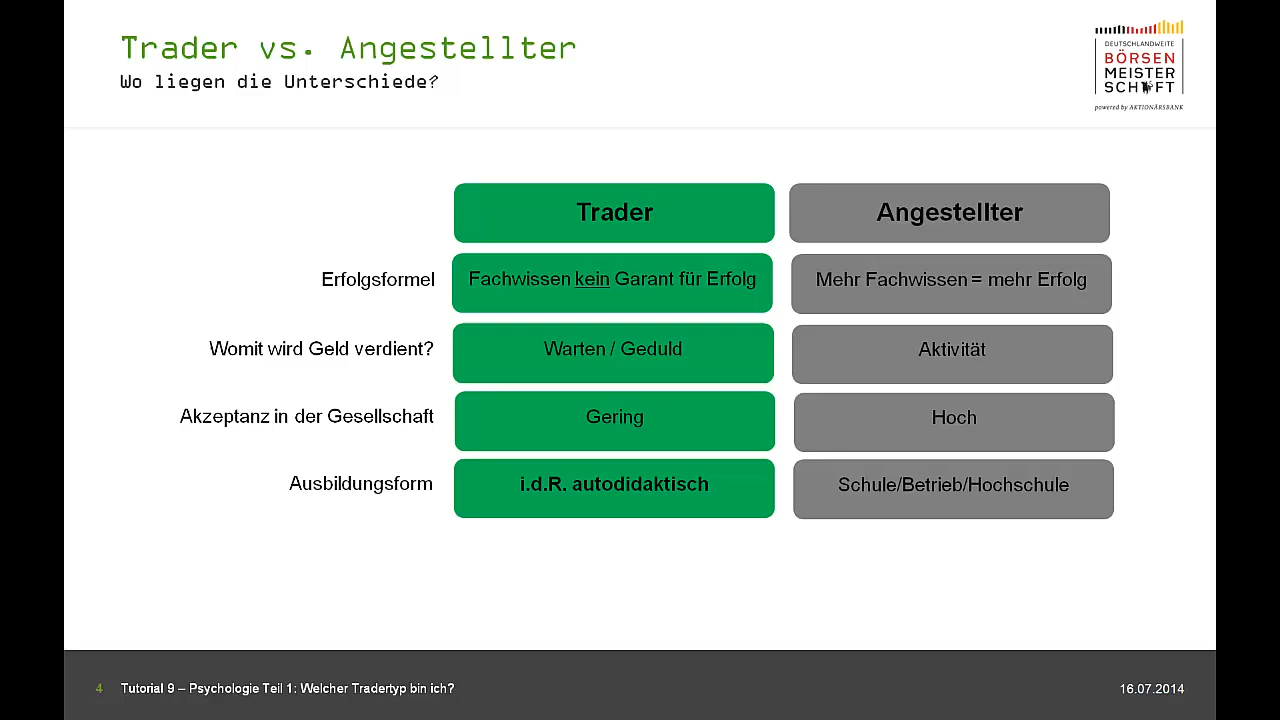 Trader vs. Angestellter
Wo liegen die Unterschiede?
DEUTSCHLANDWEITE
BÖRSEN
MEISTER
SCHAFT
powered by AKTIONÄRSBANK
Trader Angestellter
Erfolgsformel Fachwissen kein Garant für Erfolg Mehr Fachwissen = mehr Erfolg
Womit wird Geld verdient? Warten / Geduld Aktivität
Akzeptanz in der Gesellschaft Gering Hoch
Ausbildungsform i.d.R. autodidaktisch Schule/Betrieb/Hochschule
4 Tutorial 9 – Psychologie Teil 1: Welcher Tradertyp bin ich? 16.07.2014